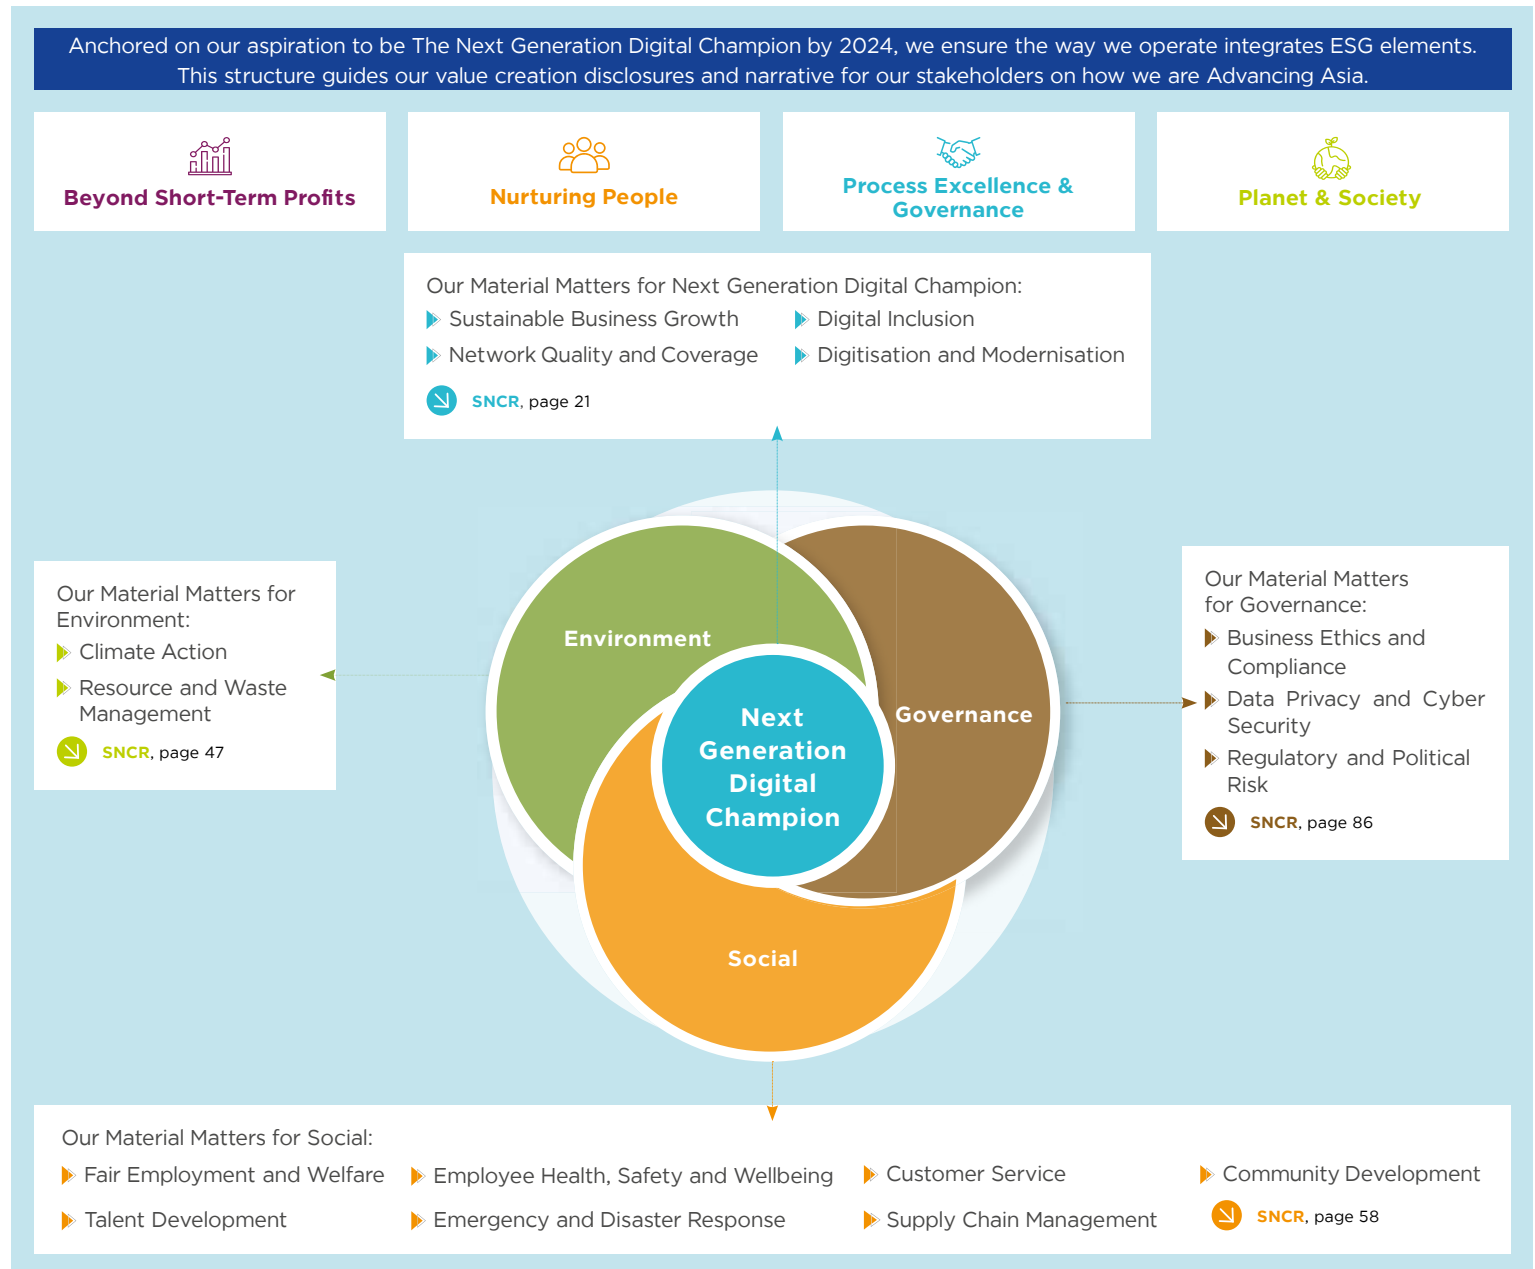 Anchored on our aspiration to be The Next Generation Digital Champion by 2024, we ensure the way we operate integrates ESG elements.
This structure guides our value creation disclosures and narrative for our stakeholders on how we are Advancing Asia.
Beyond Short-Term Profits
Nurturing People
Process Excellence &
Governance
Planet & Society
Our Material Matters for Next Generation Digital Champion:
Sustainable Business Growth
Network Quality and Coverage
Digital Inclusion
Digitisation and Modernisation
SNCR, page 21
Our Material Matters for
Environment:
Climate Action
Resource and Waste
Management
SNCR, page 47
Environment
Governance
Next
Generation
Digital
Champion
Social
Our Material Matters
for Governance:
Business Ethics and
Compliance
Data Privacy and Cyber
Security
Regulatory and Political
Risk
SNCR, page 86
Our Material Matters for Social:
Fair Employment and Welfare
Talent Development
Employee Health, Safety and Wellbeing
Emergency and Disaster Response
Customer Service
Supply Chain Management
Community Development
SNCR, page 58